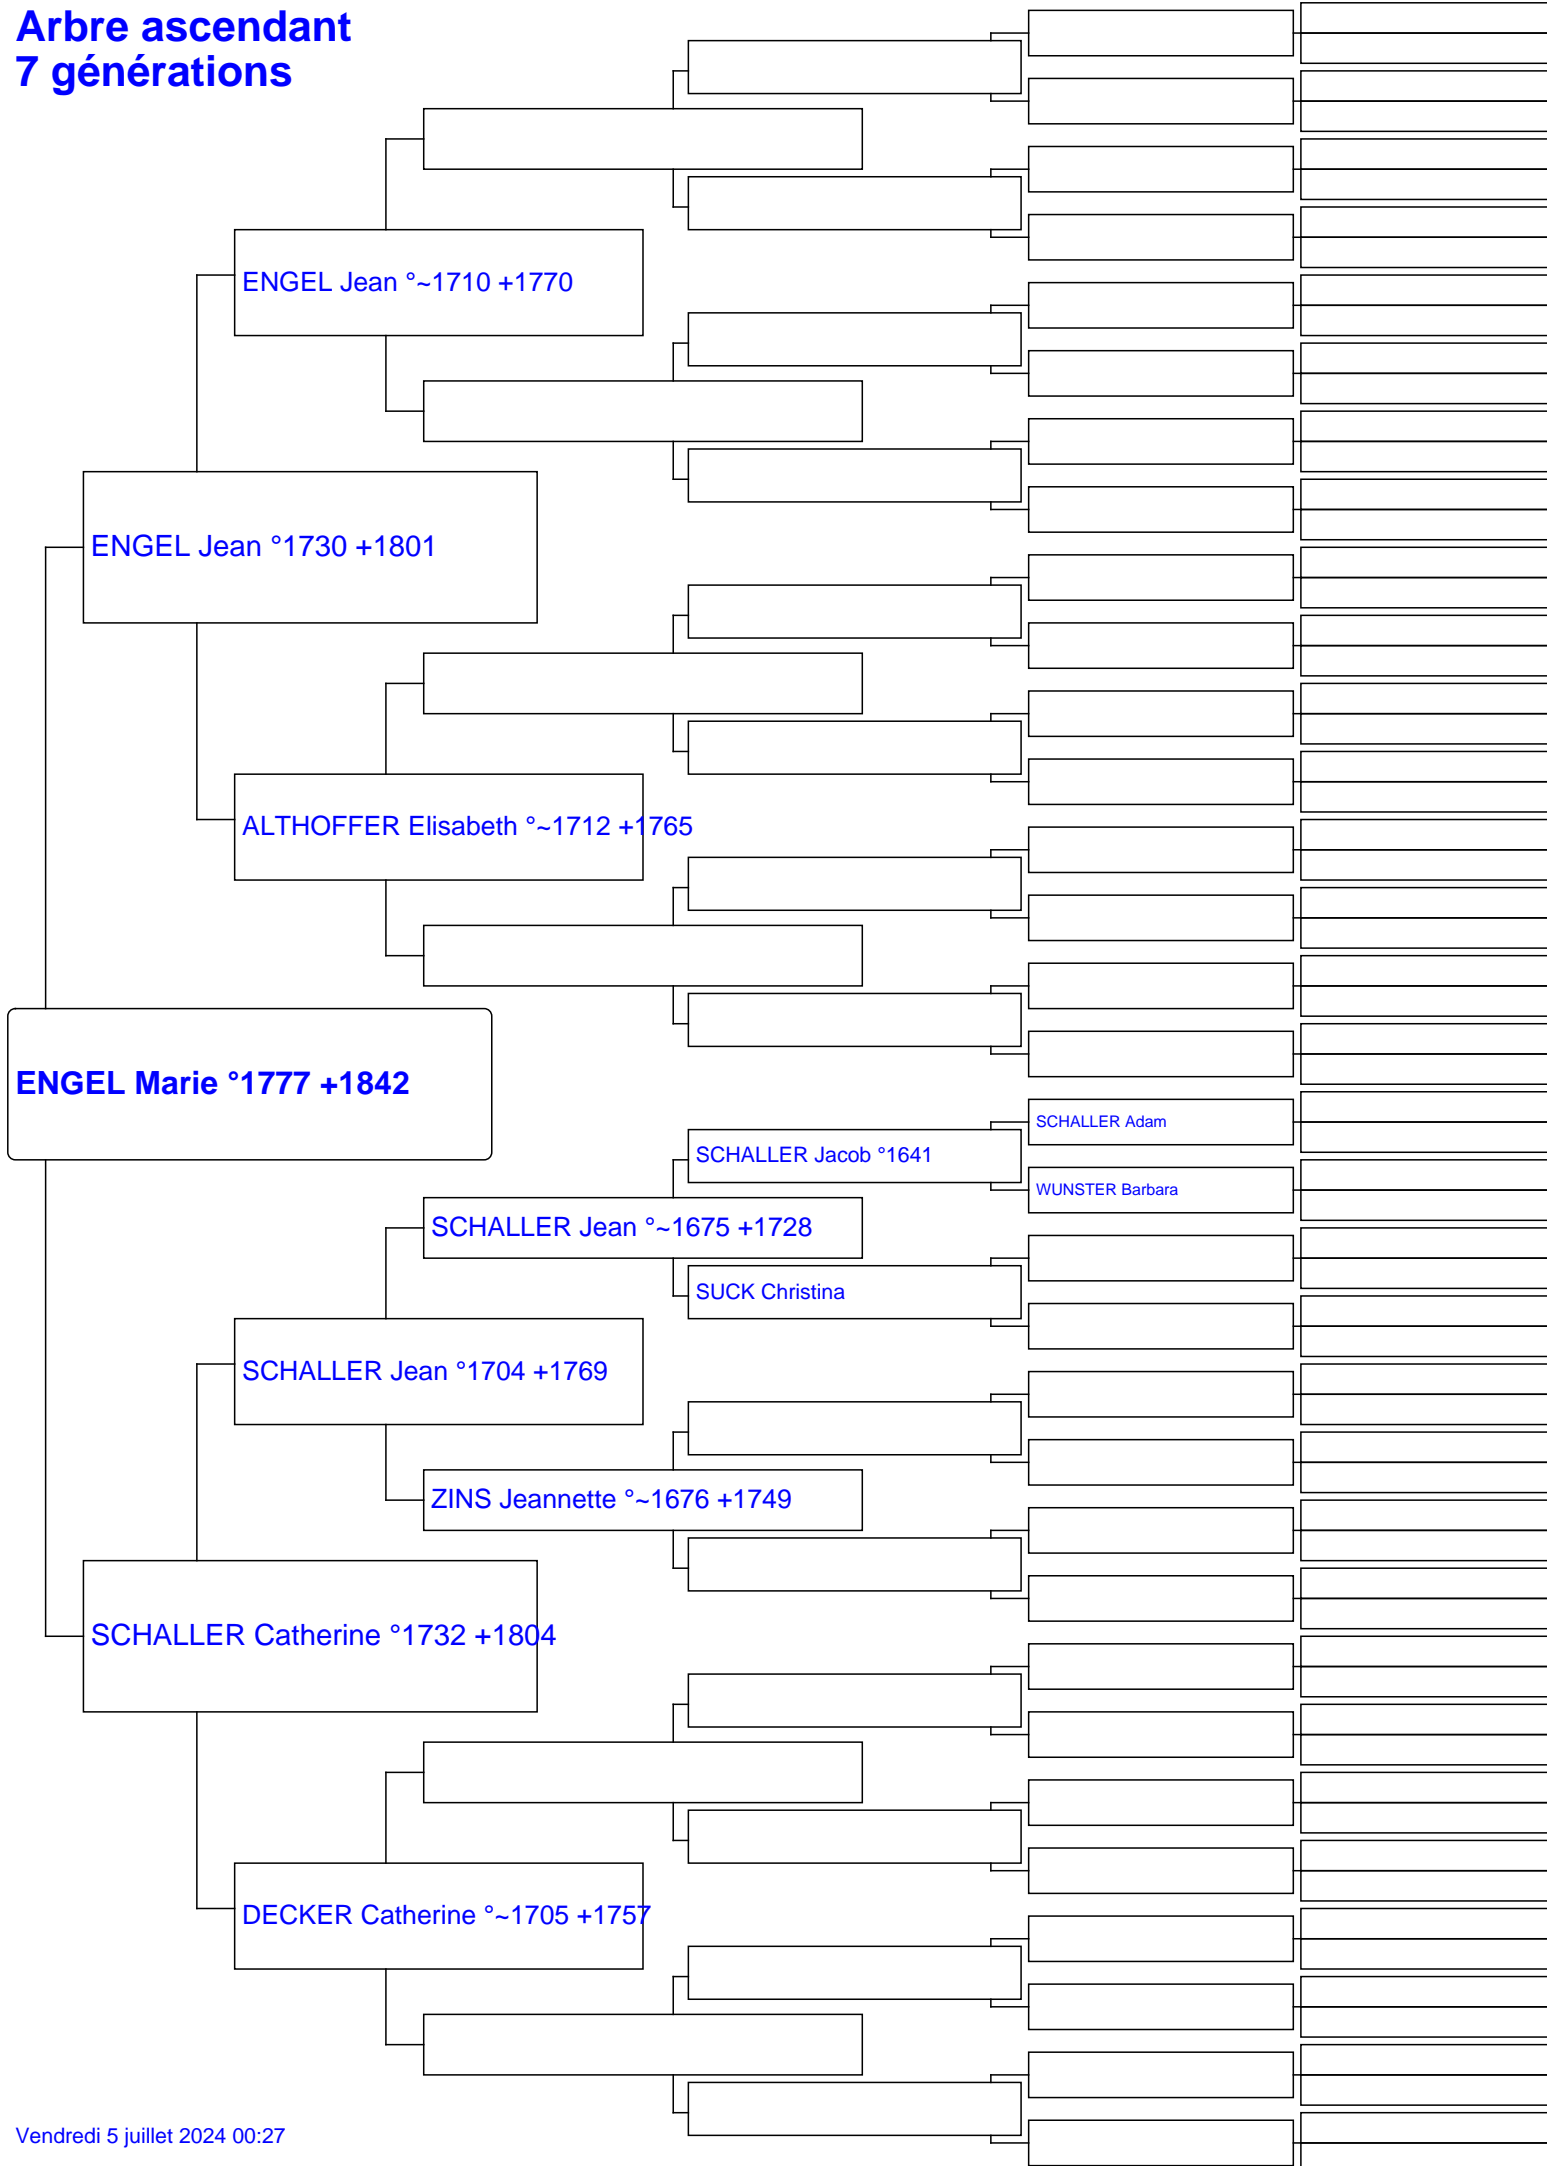 Arbre ascendant
7 générations
ENGEL Jean °~1710 +1770
ENGEL Jean °1730 +1801
ALTHOFFER Elisabeth °~1712 +1765
ENGEL Marie °1777 +1842
SCHALLER Adam
SCHALLER Jacob °1641
WUNSTER Barbara
SCHALLER Jean °~1675 +1728
SUCK Christina
SCHALLER Jean °1704 +1769
ZINS Jeannette °~1676 +1749
SCHALLER Catherine °1732 +1804
DECKER Catherine °~1705 +1757
Vendredi 5 juillet 2024 00:27